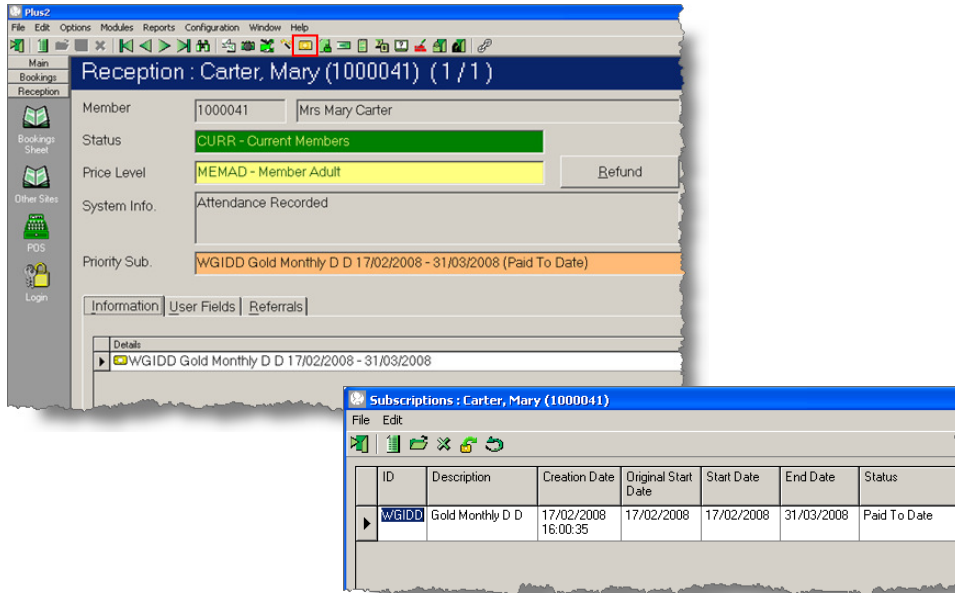 Plus2
File Edit Options Modules Reports Configuration Window Help
Main
Bookings
Reception
Bookings
Sheet
Other Sites
POS
Login
Reception : Carter, Mary (1000041) ( 1 / 1 )
Member 1000041 Mrs Mary Carter
Status CURR - Current Members
Price Level MEMAD - Member Adult Refund
System Info. Attendance Recorded
Priority Sub. WGIDD Gold Monthly D D 17/02/2008 - 31/03/2008 (Paid To Date)
Information User Fields Referrals
Details
WGIDD Gold Monthly D D 17/02/2008 - 31/03/2008
Subscriptions : Carter, Mary (1000041)
File Edit
ID Description Creation Date Original Start Date Start Date End Date Status
WGIDD Gold Monthly D D 17/02/2008 16:00:35 17/02/2008 17/02/2008 31/03/2008 Paid To Date